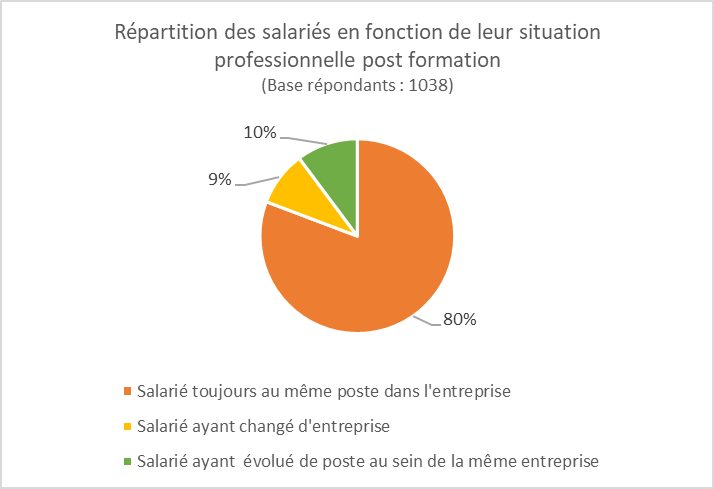 Répartition des salariés en fonction de leur situation
professionnelle post formation
(Base répondants : 1038)
10%
9%
80%
Salarié toujours au même poste dans l'entreprise
Salarié ayant changé d'entreprise
Salarié ayant  évolué de poste au sein de la même entreprise